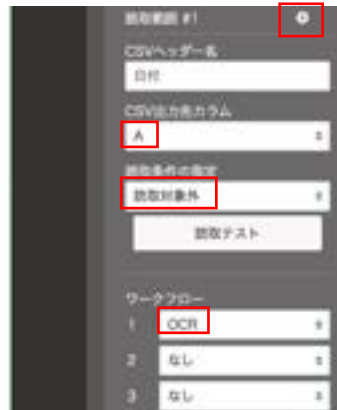 読取範囲 #1
CSVヘッダー名
日付
CSV出力先カラム
A
読取条件の指定
読取対象外
読取テスト
ワークフロー
1 OCR
2 なし
3 なし